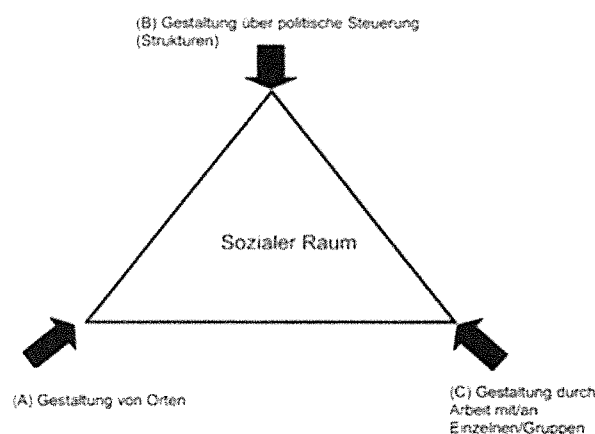 (B) Gestaltung über politische Steuerung
(Strukturen)
Sozialer Raum
(A) Gestaltung von Orten
(C) Gestaltung durch
Arbeit mit/an
Einzelnen/Gruppen